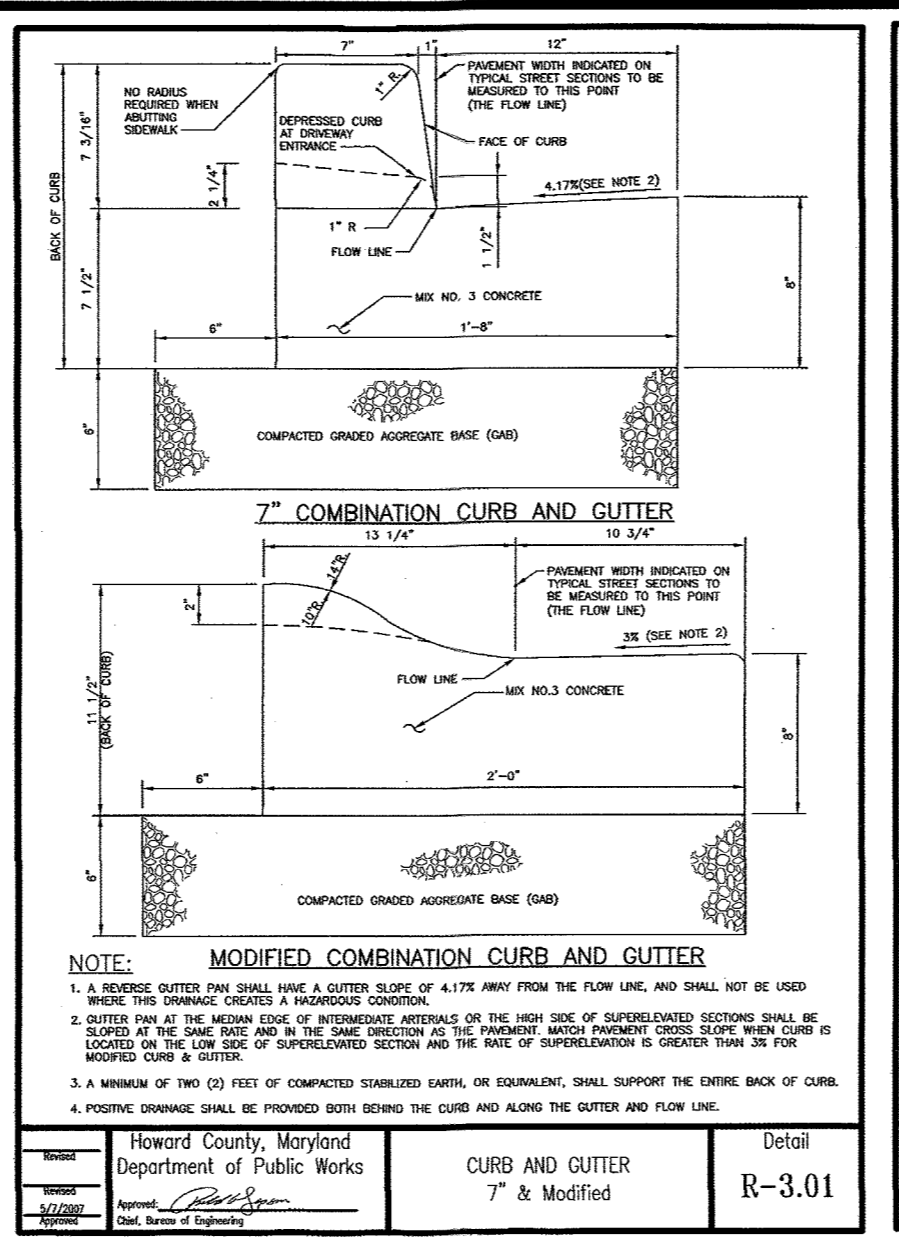 7"
1"
12"
NO RADIUS
REQUIRED WHEN
ABUTTING
SIDEWALK
1" R.
PAVEMENT WIDTH INDICATED ON
TYPICAL STREET SECTIONS TO BE
MEASURED TO THIS POINT
(THE FLOW LINE)
DEPRESSED CURB
AT DRIVEWAY
ENTRANCE
FACE OF CURB
7 3/16"
2 1/4"
4.17%(SEE NOTE 2)
BACK OF CURB
1" R
FLOW LINE
1 1/2"
7 1/2"
8"
MIX NO. 3 CONCRETE
6"
1'-8"
6"
COMPACTED GRADED AGGREGATE BASE (GAB)
7" COMBINATION CURB AND GUTTER
13 1/4"
10 3/4"
14"R.
10"R.
2"
PAVEMENT WIDTH INDICATED ON
TYPICAL STREET SECTIONS TO
BE MEASURED TO THIS POINT
(THE FLOW LINE)
3% (SEE NOTE 2)
FLOW LINE
MIX NO.3 CONCRETE
11 1/2"
(BACK OF CURB)
8"
6"
2'-0"
6"
COMPACTED GRADED AGGREGATE BASE (GAB)
MODIFIED COMBINATION CURB AND GUTTER
NOTE:
1. A REVERSE GUTTER PAN SHALL HAVE A GUTTER SLOPE OF 4.17% AWAY FROM THE FLOW LINE, AND SHALL NOT BE USED
WHERE THIS DRAINAGE CREATES A HAZARDOUS CONDITION.
2. GUTTER PAN AT THE MEDIAN EDGE OF INTERMEDIATE ARTERIALS OR THE HIGH SIDE OF SUPERELEVATED SECTIONS SHALL BE
SLOPED AT THE SAME RATE AND IN THE SAME DIRECTION AS THE PAVEMENT. MATCH PAVEMENT CROSS SLOPE WHEN CURB IS
LOCATED ON THE LOW SIDE OF SUPERELEVATED SECTION AND THE RATE OF SUPERELEVATION IS GREATER THAN 3% FOR
MODIFIED CURB & GUTTER.
3. A MINIMUM OF TWO (2) FEET OF COMPACTED STABILIZED EARTH, OR EQUIVALENT, SHALL SUPPORT THE ENTIRE BACK OF CURB.
4. POSITIVE DRAINAGE SHALL BE PROVIDED BOTH BEHIND THE CURB AND ALONG THE GUTTER AND FLOW LINE.
Revised
Revised
5/7/2007
Approved
Howard County, Maryland
Department of Public Works
Approved:
Chief, Bureau of Engineering
CURB AND GUTTER
7" & Modified
Detail
R-3.01